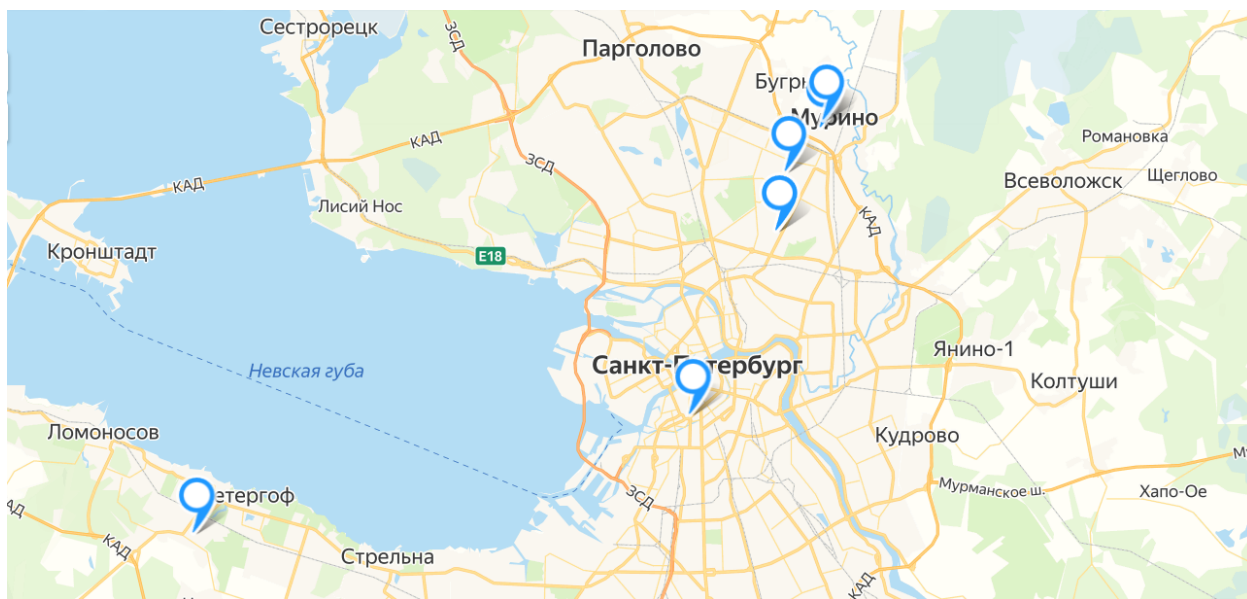 Сестрорецк
ЗСД
Парголово
Бугры
Мурино
КАД
Романовка
ЗСД
Щеглово
Всеволожск
КАД
Лисий Нос
КАД
Кронштадт
E18
Янино-1
Санкт-Петербург
Невская губа
Колтуши
Ломоносов
Кудрово
Мурманское ш.
Хапо-Ое
ЗСД
КАД
Стрельна
КАД